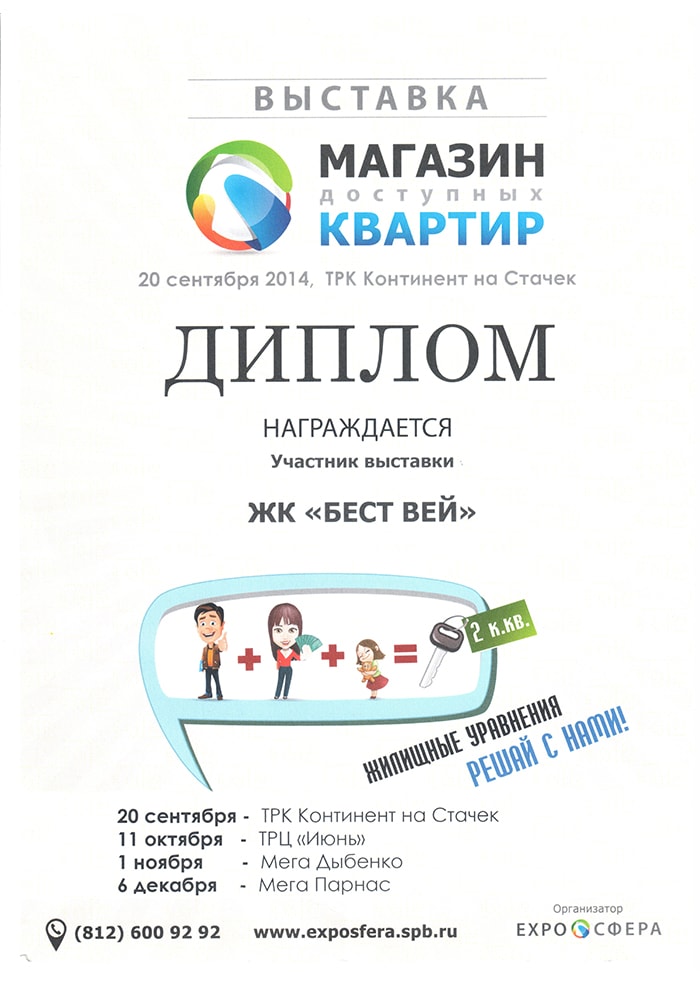 ВЫСТАВКА
МАГАЗИН
доступных
КВАРТИР
20 сентября 2014, ТРК Континент на Стачек
ДИПЛОМ
НАГРАЖДАЕТСЯ
Участник выставки
ЖК «БЕСТ ВЕЙ»
2 к.кв.
ЖИЛИЩНЫЕ УРАВНЕНИЯ
РЕШАЙ С НАМИ!
20 сентября - ТРК Континент на Стачек
11 октября - ТРЦ «Июнь»
1 ноября - Мега Дыбенко
6 декабря - Мега Парнас
Организатор
(812) 600 92 92 www.exposfera.spb.ru EXPO СФЕРА